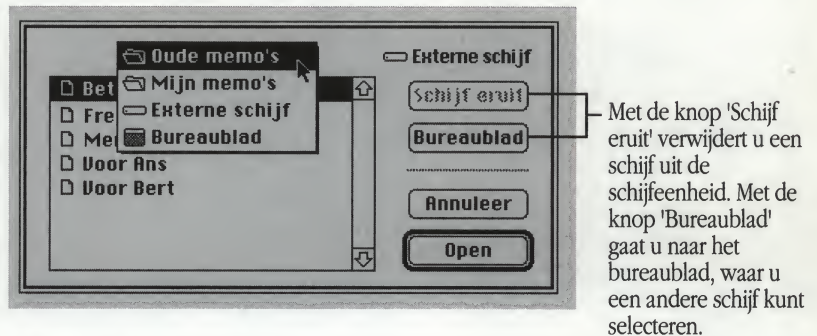 Oude memo's
Externe schijf
Mijn memo's
Externe schijf
Bureaublad
Bet
Fre
Me
Voor Ans
Voor Bert
Schijf eruit
Bureaublad
Annuleer
Open
Met de knop 'Schijf
eruit' verwijdert u een
schijf uit de
schijfeenheid. Met de
knop 'Bureaublad'
gaat u naar het
bureaublad, waar u
een andere schijf kunt
selecteren.